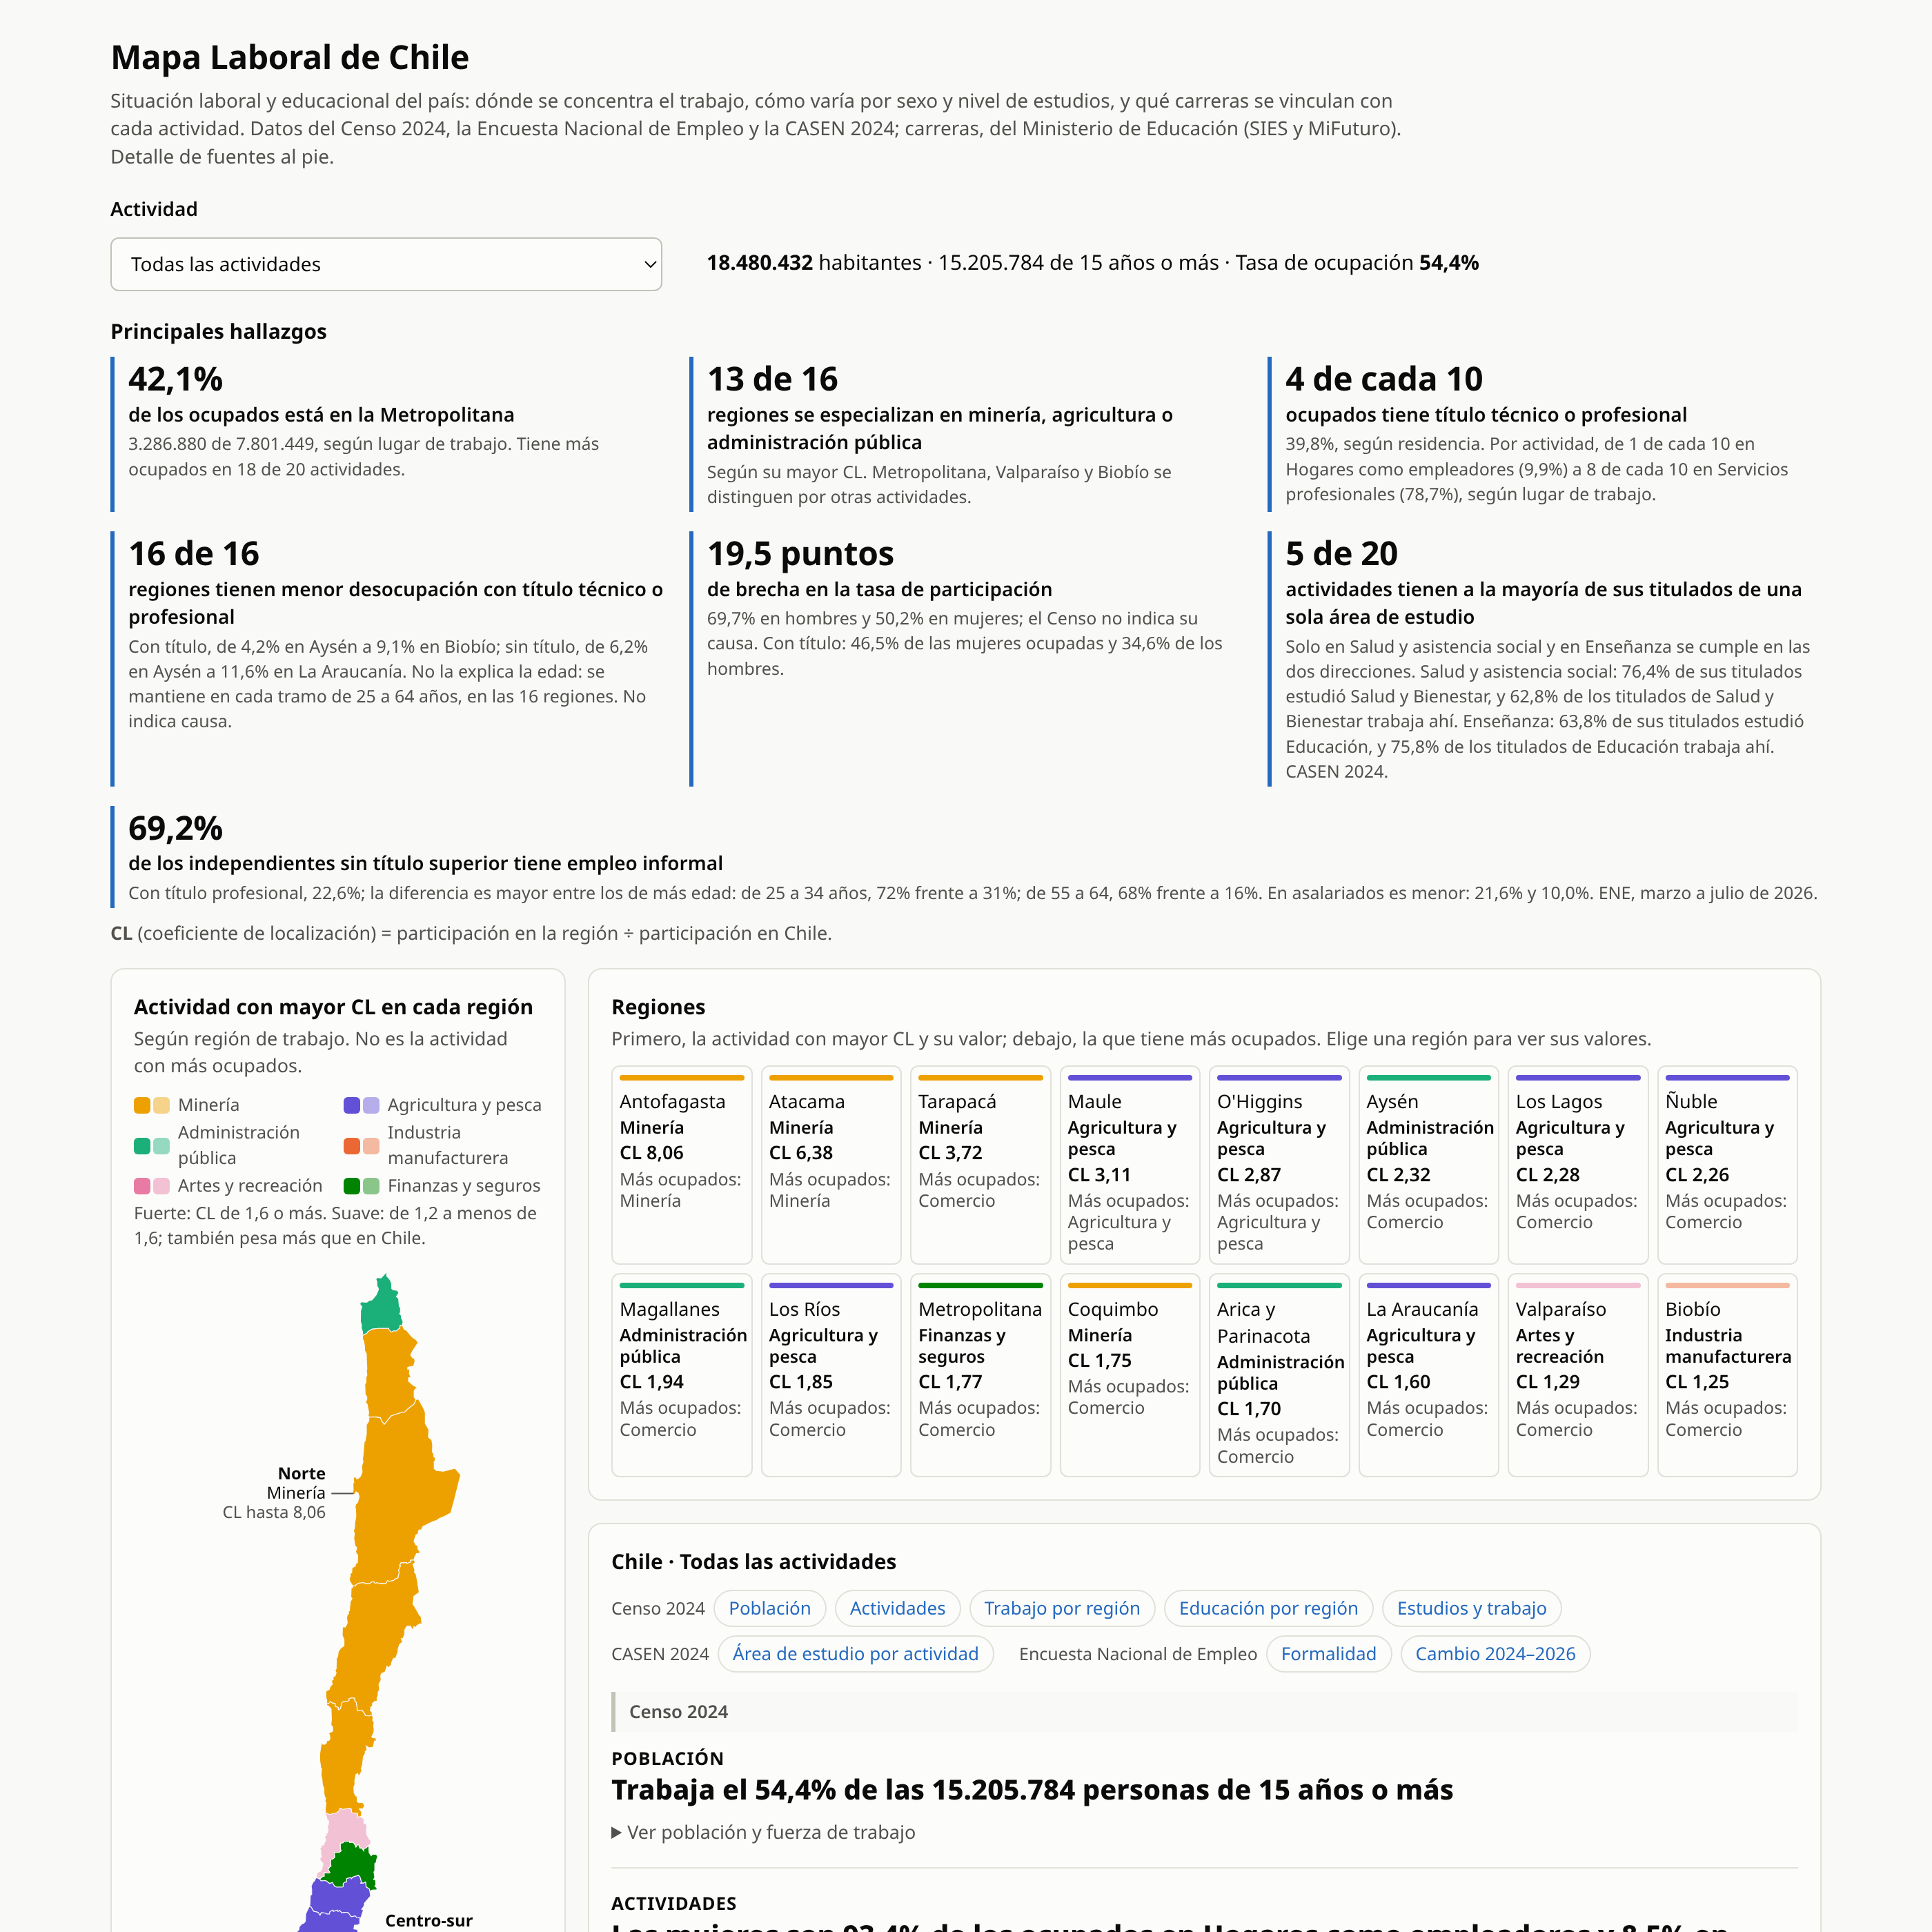 Mapa Laboral de Chile
Situación laboral y educacional del país: dónde se concentra el trabajo, cómo varía por sexo y nivel de estudios, y qué carreras se vinculan con
cada actividad. Datos del Censo 2024, la Encuesta Nacional de Empleo y la CASEN 2024; carreras, del Ministerio de Educación (SIES y MiFuturo).
Detalle de fuentes al pie.
Actividad
Todas las actividades
18.480.432 habitantes · 15.205.784 de 15 años o más · Tasa de ocupación 54,4%
Principales hallazgos
42,1%
de los ocupados está en la Metropolitana
3.286.880 de 7.801.449, según lugar de trabajo. Tiene más
ocupados en 18 de 20 actividades.
13 de 16
regiones se especializan en minería, agricultura o
administración pública
Según su mayor CL. Metropolitana, Valparaíso y Biobío se
distinguen por otras actividades.
4 de cada 10
ocupados tiene título técnico o profesional
39,8%, según residencia. Por actividad, de 1 de cada 10 en
Hogares como empleadores (9,9%) a 8 de cada 10 en Servicios
profesionales (78,7%), según lugar de trabajo.
16 de 16
regiones tienen menor desocupación con título técnico o
profesional
Con título, de 4,2% en Aysén a 9,1% en Biobío; sin título, de 6,2%
en Aysén a 11,6% en La Araucanía. No la explica la edad: se
mantiene en cada tramo de 25 a 64 años, en las 16 regiones. No
indica causa.
19,5 puntos
de brecha en la tasa de participación
69,7% en hombres y 50,2% en mujeres; el Censo no indica su
causa. Con título: 46,5% de las mujeres ocupadas y 34,6% de los
hombres.
5 de 20
actividades tienen a la mayoría de sus titulados de una
sola área de estudio
Solo en Salud y asistencia social y en Enseñanza se cumple en las
dos direcciones. Salud y asistencia social: 76,4% de sus titulados
estudió Salud y Bienestar, y 62,8% de los titulados de Salud y
Bienestar trabaja ahí. Enseñanza: 63,8% de sus titulados estudió
Educación, y 75,8% de los titulados de Educación trabaja ahí.
CASEN 2024.
69,2%
de los independientes sin título superior tiene empleo informal
Con título profesional, 22,6%; la diferencia es mayor entre los de más edad: de 25 a 34 años, 72% frente a 31%; de 55 a 64, 68% frente a 16%. En asalariados es menor: 21,6% y 10,0%. ENE, marzo a julio de 2026.
CL (coeficiente de localización) = participación en la región ÷ participación en Chile.
Actividad con mayor CL en cada región
Según región de trabajo. No es la actividad
con más ocupados.
Minería
Agricultura y pesca
Administración
pública
Industria
manufacturera
Artes y recreación
Finanzas y seguros
Fuerte: CL de 1,6 o más. Suave: de 1,2 a menos de
1,6; también pesa más que en Chile.
Norte
Minería
CL hasta 8,06
Centro-sur
Regiones
Primero, la actividad con mayor CL y su valor; debajo, la que tiene más ocupados. Elige una región para ver sus valores.
Antofagasta
Minería
CL 8,06
Más ocupados:
Minería
Atacama
Minería
CL 6,38
Más ocupados:
Minería
Tarapacá
Minería
CL 3,72
Más ocupados:
Comercio
Maule
Agricultura y
pesca
CL 3,11
Más ocupados:
Agricultura y
pesca
O'Higgins
Agricultura y
pesca
CL 2,87
Más ocupados:
Agricultura y
pesca
Aysén
Administración
pública
CL 2,32
Más ocupados:
Comercio
Los Lagos
Agricultura y
pesca
CL 2,28
Más ocupados:
Comercio
Ñuble
Agricultura y
pesca
CL 2,26
Más ocupados:
Comercio
Magallanes
Administración
pública
CL 1,94
Más ocupados:
Comercio
Los Ríos
Agricultura y
pesca
CL 1,85
Más ocupados:
Comercio
Metropolitana
Finanzas y
seguros
CL 1,77
Más ocupados:
Comercio
Coquimbo
Minería
CL 1,75
Más ocupados:
Comercio
Arica y
Parinacota
Administración
pública
CL 1,70
Más ocupados:
Comercio
La Araucanía
Agricultura y
pesca
CL 1,60
Más ocupados:
Comercio
Valparaíso
Artes y
recreación
CL 1,29
Más ocupados:
Comercio
Biobío
Industria
manufacturera
CL 1,25
Más ocupados:
Comercio
Chile · Todas las actividades
Censo 2024 Población Actividades Trabajo por región Educación por región Estudios y trabajo
CASEN 2024 Área de estudio por actividad Encuesta Nacional de Empleo Formalidad Cambio 2024–2026
Censo 2024
POBLACIÓN
Trabaja el 54,4% de las 15.205.784 personas de 15 años o más
Ver población y fuerza de trabajo
ACTIVIDADES
Las mujeres son 93,4% de los ocupados en Hogares como empleadores y 8,5% en